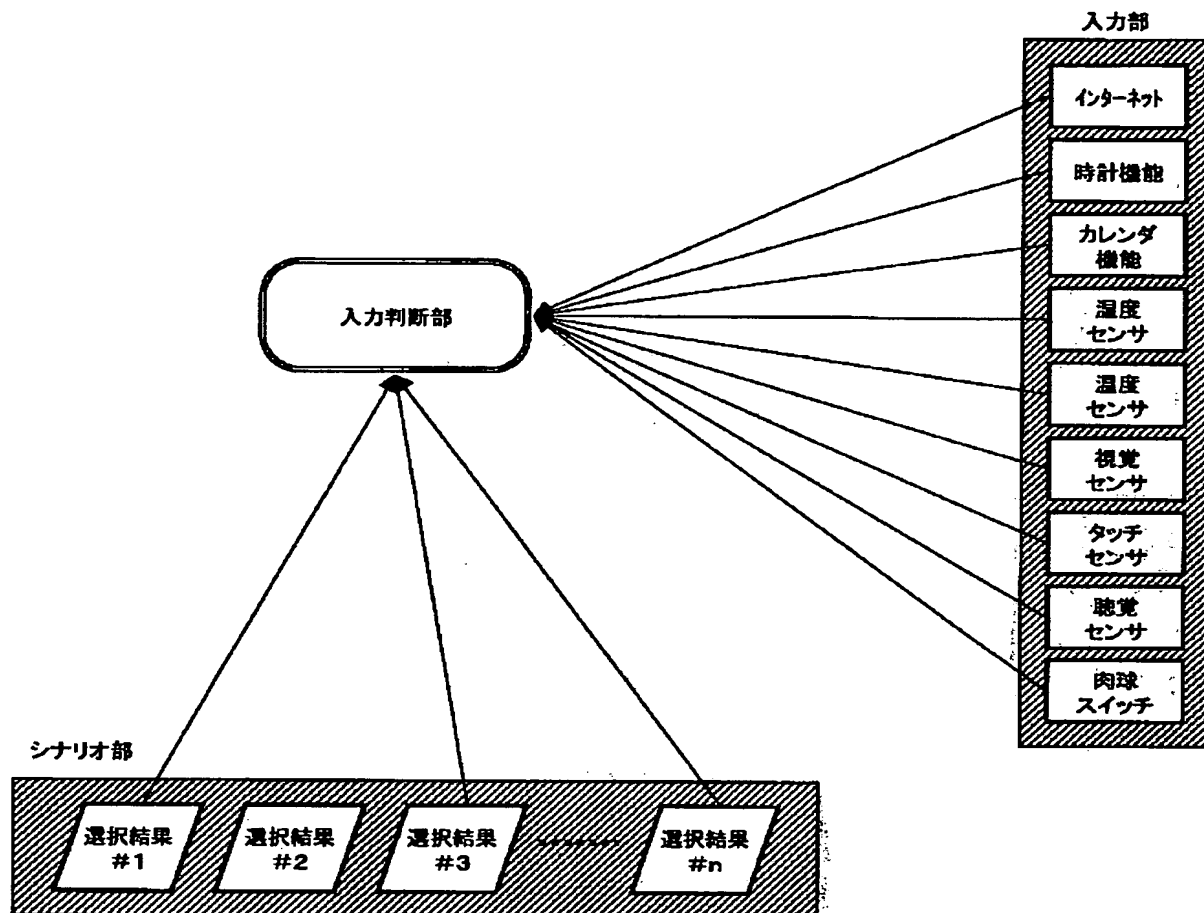 入力部
インターネット
時計機能
カレンダ
機能
温度
センサ
温度
センサ
視覚
センサ
タッチ
センサ
聴覚
センサ
肉球
スイッチ
入力判断部
シナリオ部
選択結果
#1
選択結果
#2
選択結果
#3
選択結果
#n